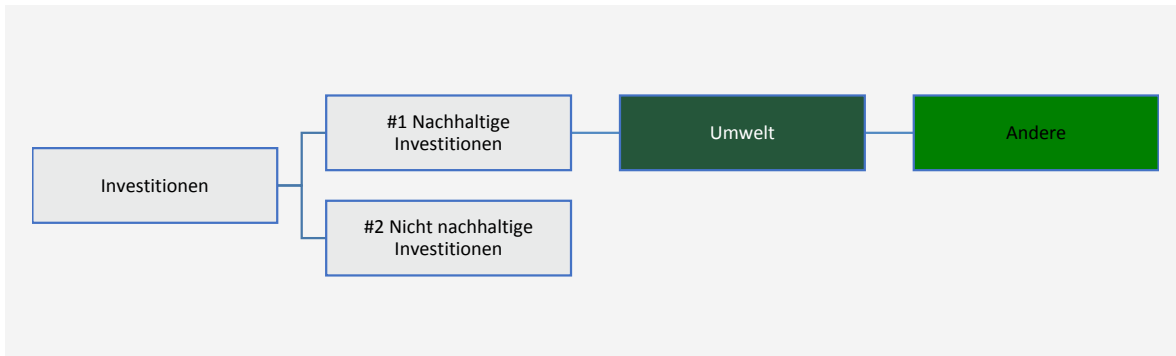 #1 Nachhaltige
Investitionen
Umwelt
Andere
Investitionen
#2 Nicht nachhaltige
Investitionen